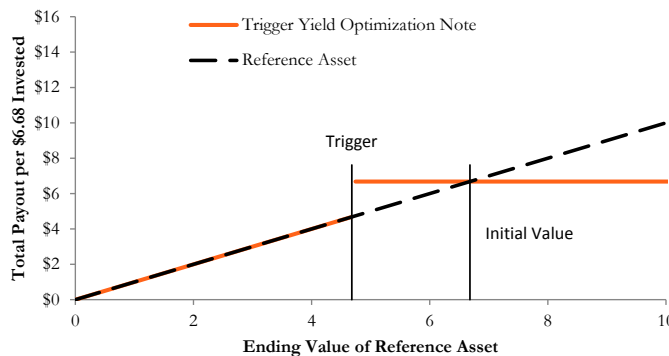 $16
Trigger Yield Optimization Note
$14
Reference Asset
$12
$10
Trigger
$8
$6
Initial Value
$4
$2
$0
0 2 4 6 8 10
Ending Value of Reference Asset
Total Payout per $6.68 Invested